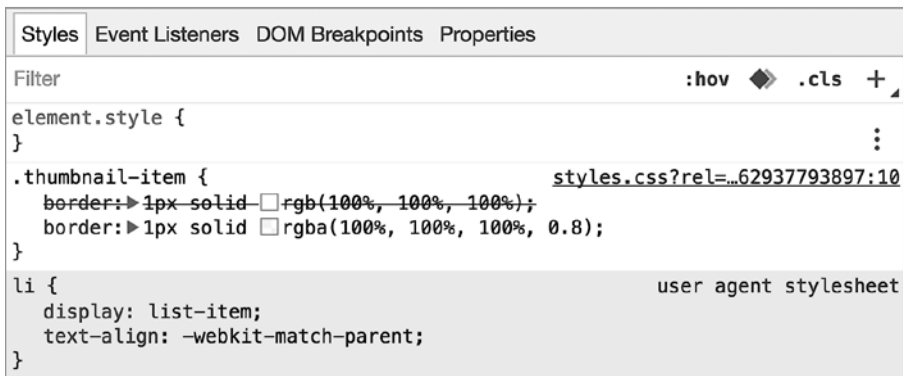 Styles Event Listeners DOM Breakpoints Properties
Filter :hov .cls +
element.style {
}
.thumbnail-item { styles.css?rel=…62937793897:10
border: 1px solid rgb(100%, 100%, 100%);
border: 1px solid rgba(100%, 100%, 100%, 0.8);
}
li { user agent stylesheet
display: list-item;
text-align: -webkit-match-parent;
}